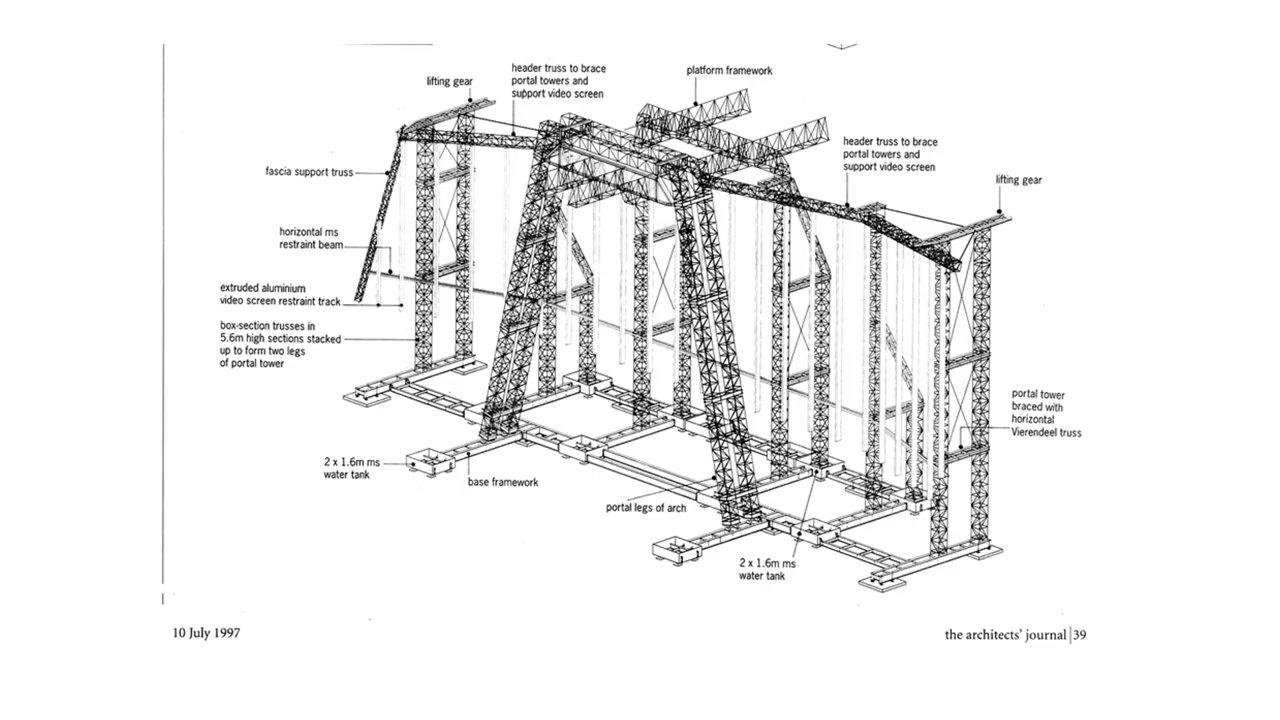 lifting gear
header truss to brace
portal towers and
support video screen
platform framework
header truss to brace
portal towers and
support video screen
lifting gear
fascia support truss
horizontal ms
restraint beam
extruded aluminium
video screen restraint track
box-section trusses in
5.6m high sections stacked
up to form two legs
of portal tower
portal tower
braced with
horizontal
Vierendeel truss
2 x 1.6m ms
water tank
base framework
portal legs of arch
2 x 1.6m ms
water tank
10 July 1997
the architects' journal|39